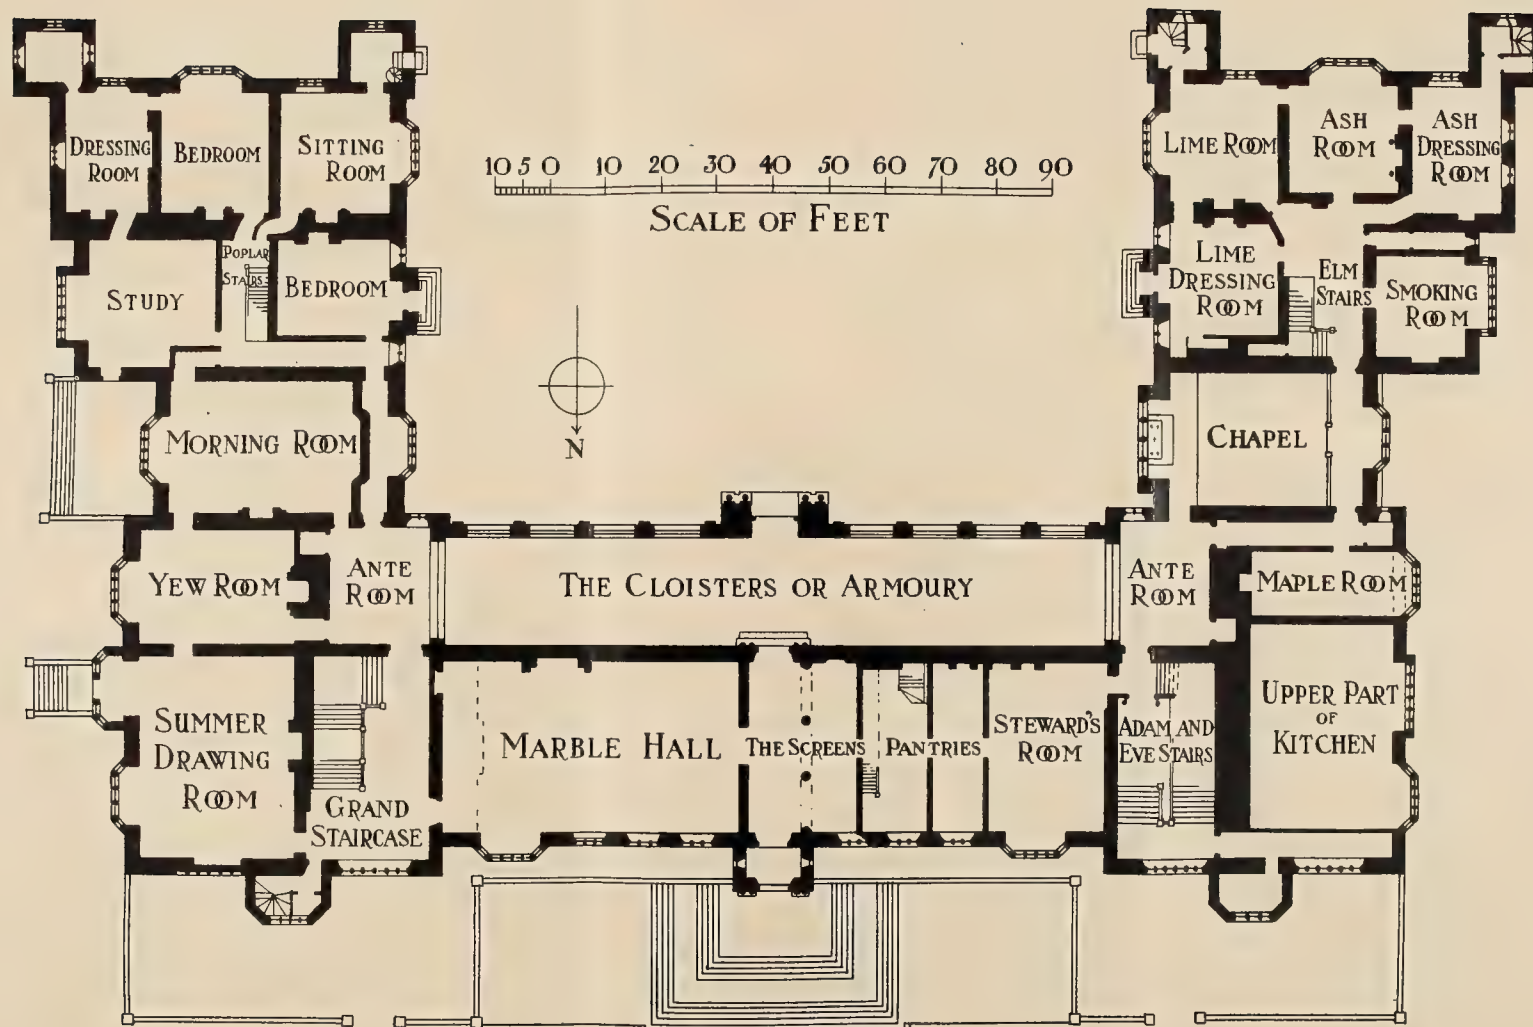 DRESSING
ROOM
BEDROOM
SITTING
ROOM
LIME ROOM
ASH
ROOM
ASH
DRESSING
ROOM
10 5 0 10 20 30 40 50 60 70 80 90
SCALE OF FEET
STUDY
POPLAR
STAIRS
BEDROOM
LIME
DRESSING
ROOM
ELM
STAIRS
SMOKING
ROOM
N
MORNING ROOM
CHAPEL
YEW ROOM
ANTE
ROOM
THE CLOISTERS OR ARMOURY
ANTE
ROOM
MAPLE ROOM
SUMMER
DRAWING
ROOM
GRAND
STAIRCASE
MARBLE HALL
THE SCREENS
PANTRIES
STEWARD'S
ROOM
ADAM AND
EVE STAIRS
UPPER PART
OF
KITCHEN